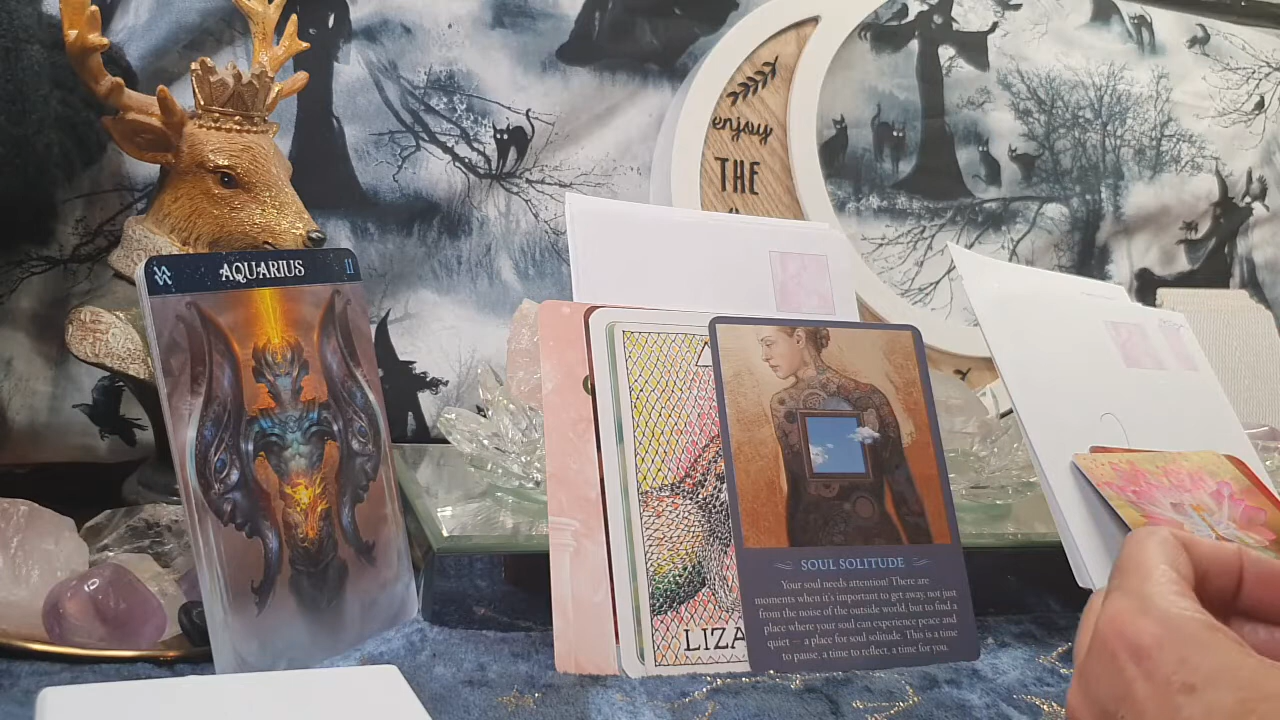 AQUARIUS 11
enjoy
THE
SOUL SOLITUDE
Your soul needs attention! There are
moments when it's important to get away, not just
from the noise of the outside world, but to find a
place where your soul can experience peace and
quiet — a place for soul solitude. This is a time
to pause, a time to reflect, a time for you.
LIZA